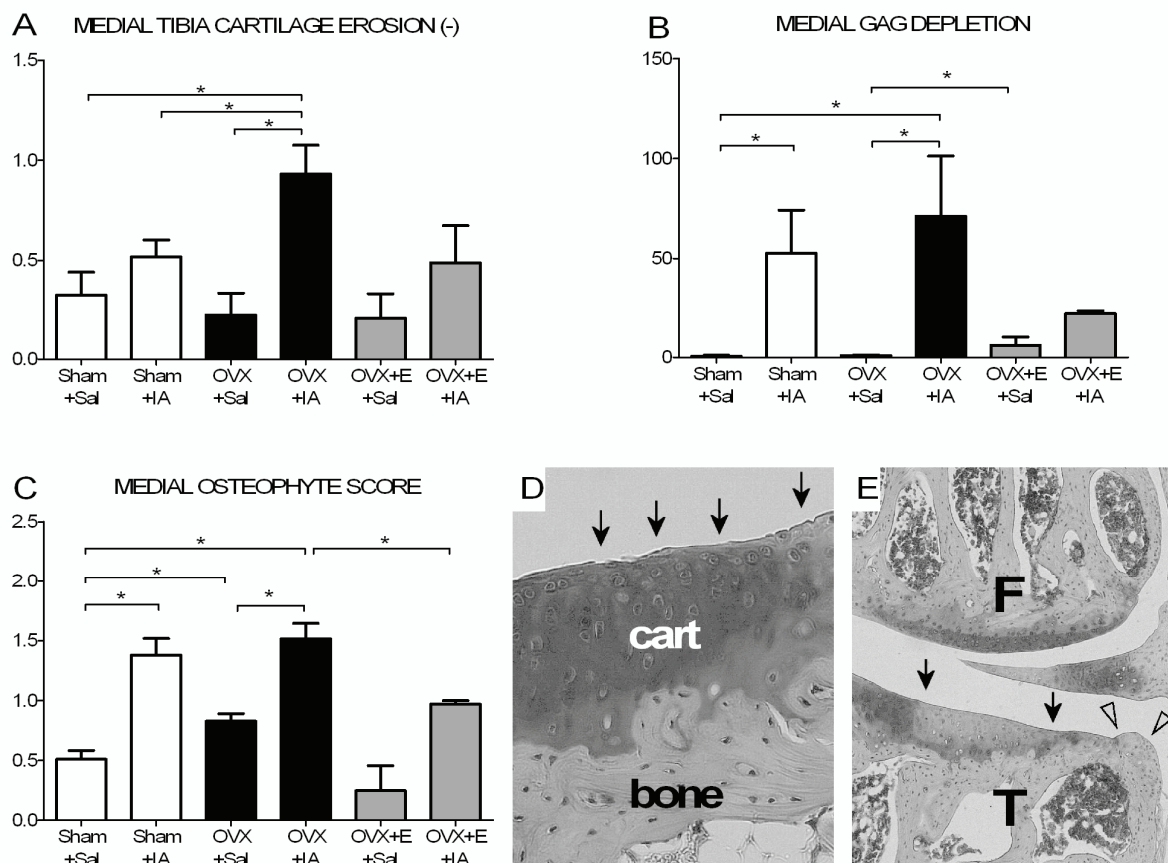 A MEDIAL TIBIA CARTILAGE EROSION (-)
1.5
1.0
0.5
0.0
*
*
*
Sham +Sal
Sham +IA
OVX +Sal
OVX +IA
OVX+E +Sal
OVX+E +IA
B MEDIAL GAG DEPLETION
150
100
50
0
*
*
*
*
Sham +Sal
Sham +IA
OVX +Sal
OVX +IA
OVX+E +Sal
OVX+E +IA
C MEDIAL OSTEOPHYTE SCORE
2.5
2.0
1.5
1.0
0.5
0.0
*
*
*
*
*
Sham +Sal
Sham +IA
OVX +Sal
OVX +IA
OVX+E +Sal
OVX+E +IA
D
cart
bone
E
F
T